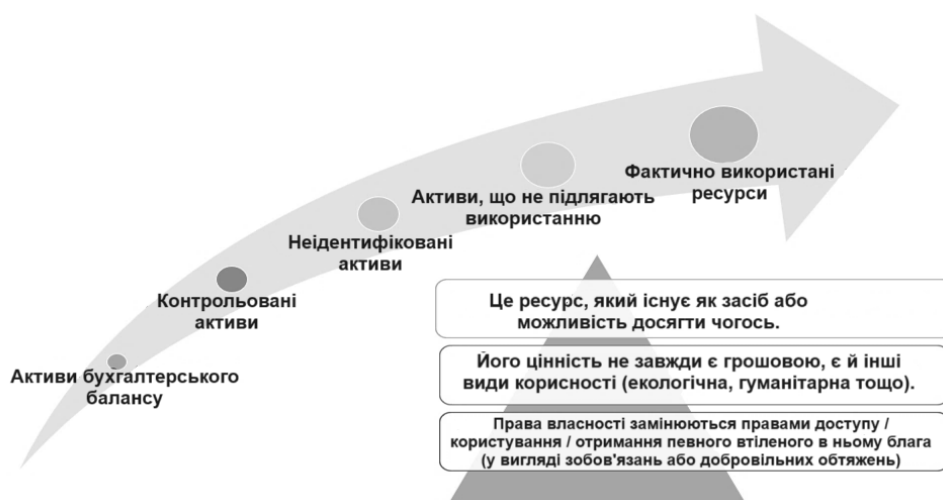 Фактично використані
ресурси
Активи, що не підлягають
використанню
Неідентифіковані
активи
Контрольовані
активи
Активи бухгалтерського
балансу
Це ресурс, який існує як засіб або
можливість досягти чогось.
Його цінність не завжди є грошовою, є й інші
види корисності (екологічна, гуманітарна тощо).
Права власності замінюються правами доступу /
користування / отримання певного втіленого в ньому блага
(у вигляді зобов'язань або добровільних обтяжень)